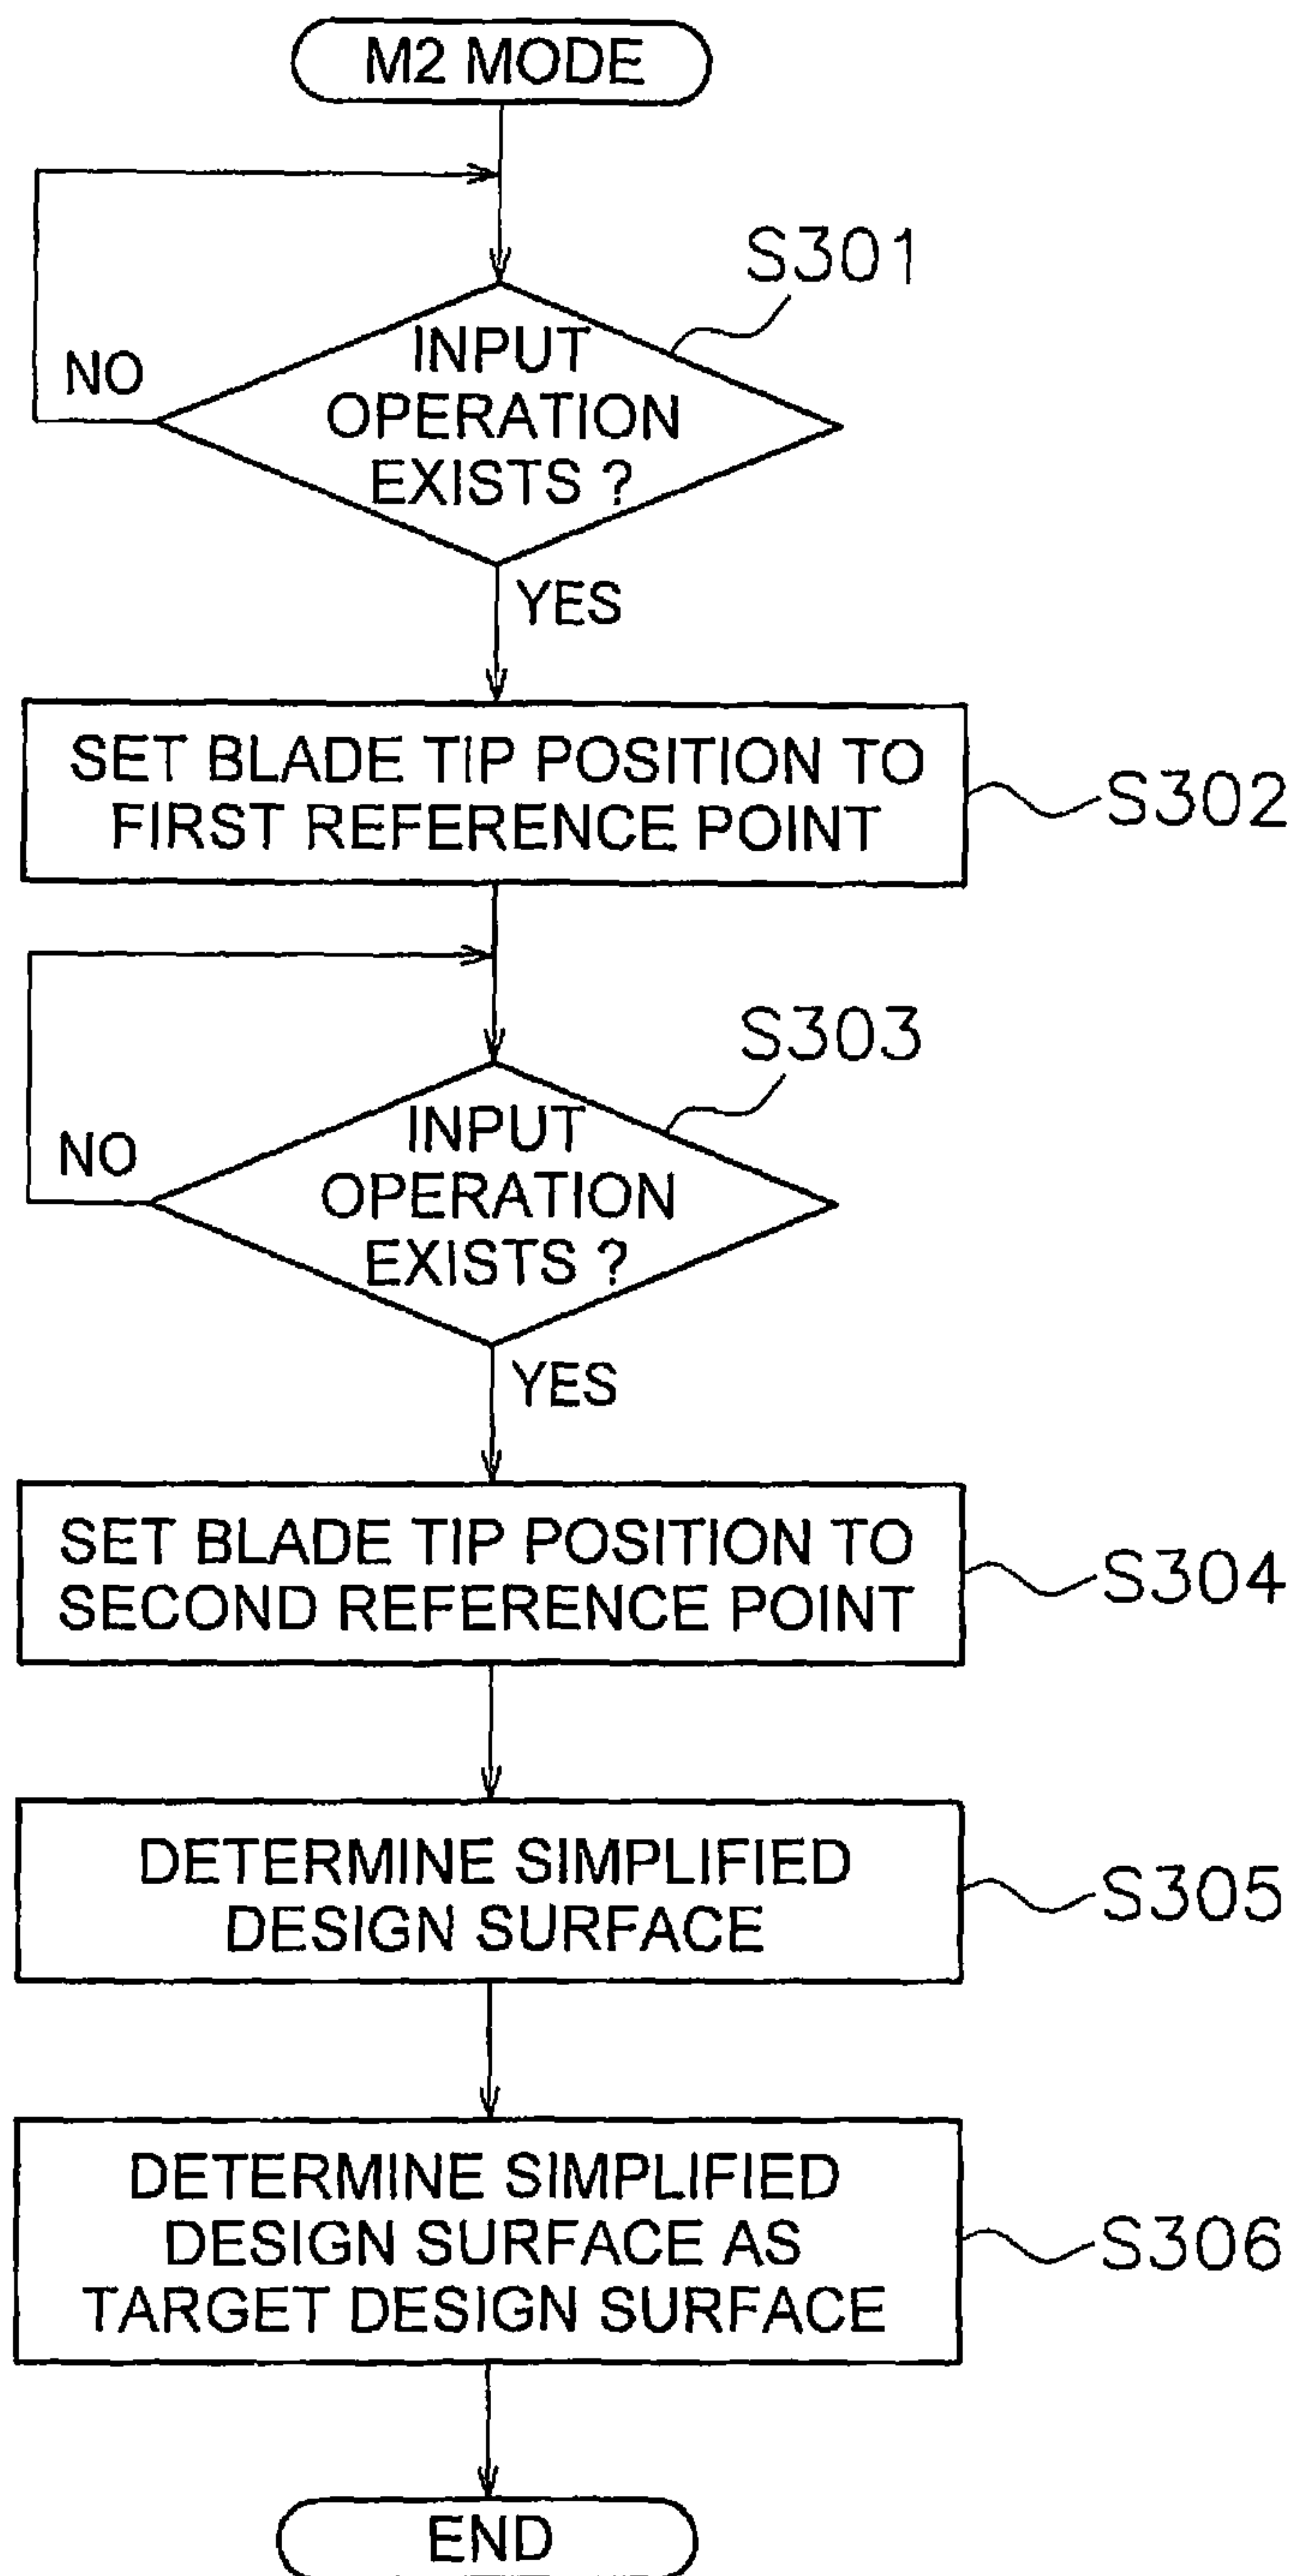 M2 MODE
S301
INPUT
OPERATION
EXISTS ?
NO
YES
SET BLADE TIP POSITION TO
FIRST REFERENCE POINT
S302
S303
INPUT
OPERATION
EXISTS ?
NO
YES
SET BLADE TIP POSITION TO
SECOND REFERENCE POINT
S304
DETERMINE SIMPLIFIED
DESIGN SURFACE
S305
DETERMINE SIMPLIFIED
DESIGN SURFACE AS
TARGET DESIGN SURFACE
S306
END